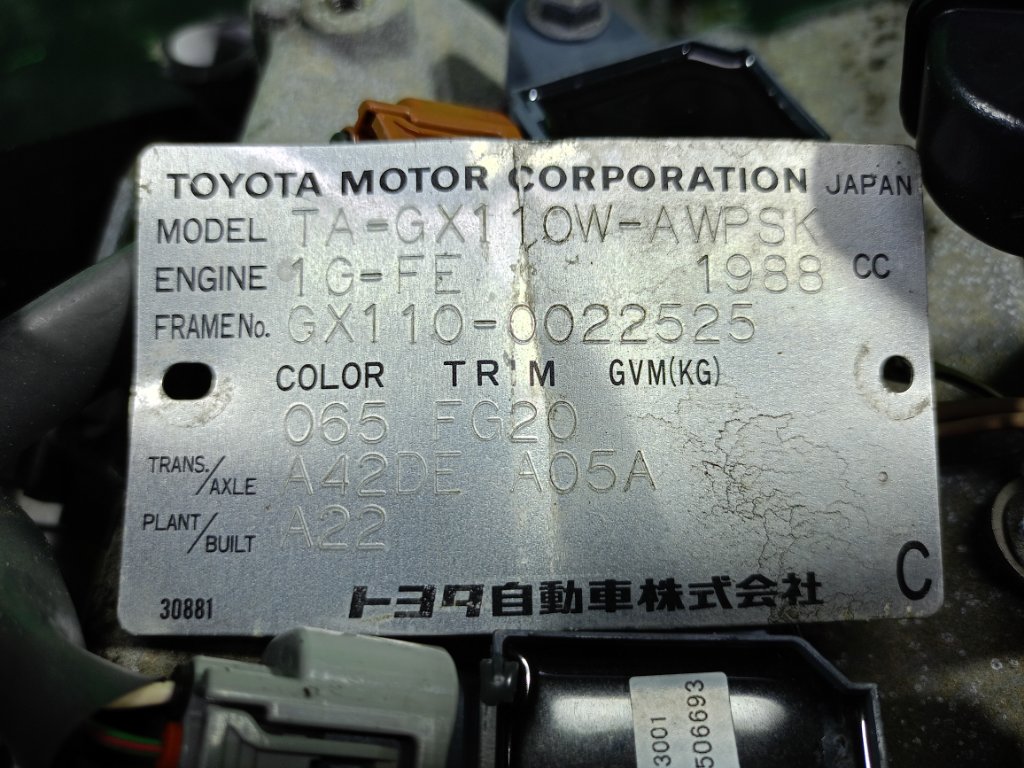 TOYOTA MOTOR CORPORATION JAPAN
MODEL TA-GX110W-AWPSK
ENGINE 1G-FE 1988 CC
FRAME No. GX110-0022525
COLOR TRIM GVM(KG)
065 FG20
TRANS./AXLE A42DE A05A
PLANT/BUILT A22
C
30881 トヨタ自動車株式会社
3001
506693